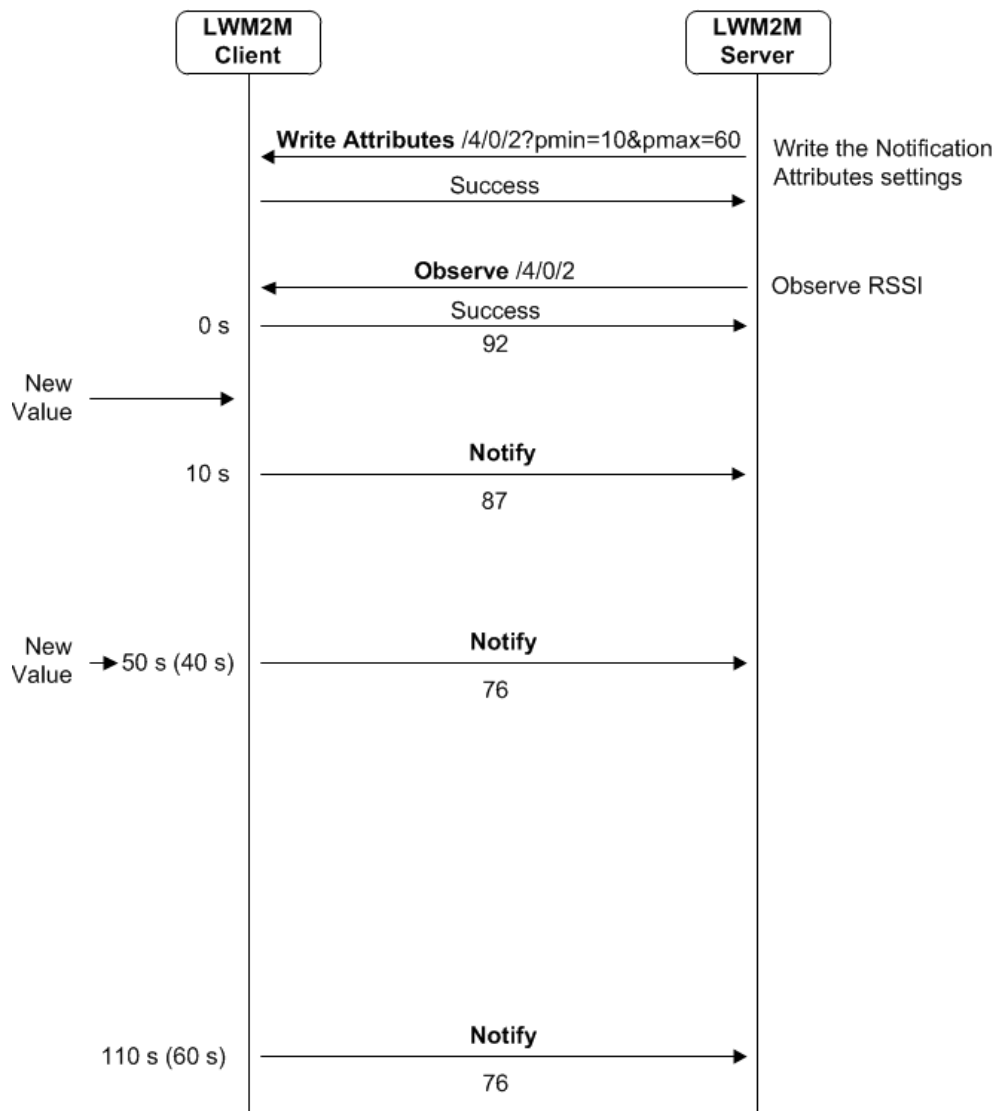 LWM2M
Client
LWM2M
Server
Write Attributes /4/0/2?pmin=10&pmax=60
Write the Notification
Attributes settings
Success
Observe /4/0/2
Observe RSSI
Success
0 s
92
New
Value
Notify
10 s
87
New
Value
Notify
50 s (40 s)
76
Notify
110 s (60 s)
76